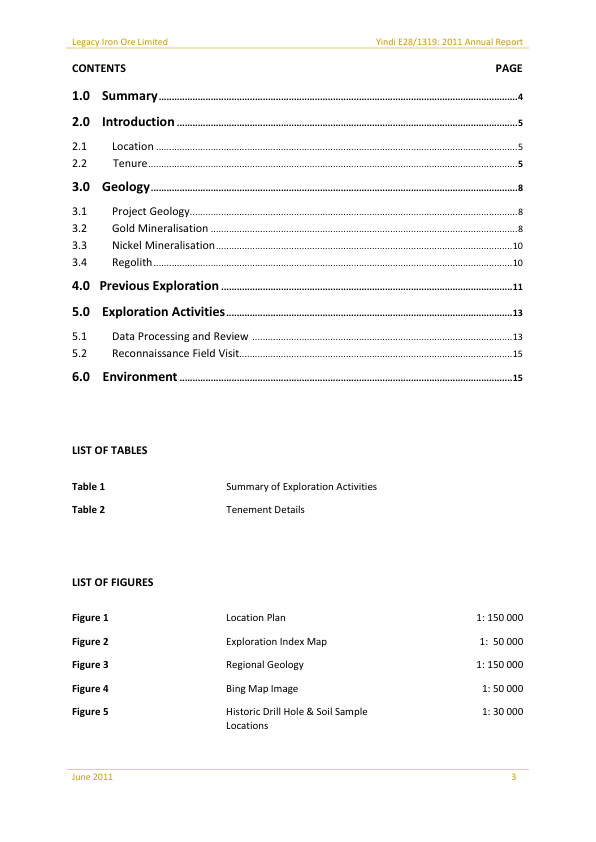 Legacy Iron Ore Limited Yindi E28/1319: 2011 Annual Report
CONTENTS PAGE
1.0 Summary 4
2.0 Introduction 5
2.1 Location 5
2.2 Tenure 5
3.0 Geology 8
3.1 Project Geology 8
3.2 Gold Mineralisation 8
3.3 Nickel Mineralisation 10
3.4 Regolith 10
4.0 Previous Exploration 11
5.0 Exploration Activities 13
5.1 Data Processing and Review 13
5.2 Reconnaissance Field Visit 15
6.0 Environment 15
LIST OF TABLES
Table 1 Summary of Exploration Activities
Table 2 Tenement Details
LIST OF FIGURES
Figure 1 Location Plan 1: 150 000
Figure 2 Exploration Index Map 1: 50 000
Figure 3 Regional Geology 1: 150 000
Figure 4 Bing Map Image 1: 50 000
Figure 5 Historic Drill Hole & Soil Sample 1: 30 000
Locations
June 2011 3